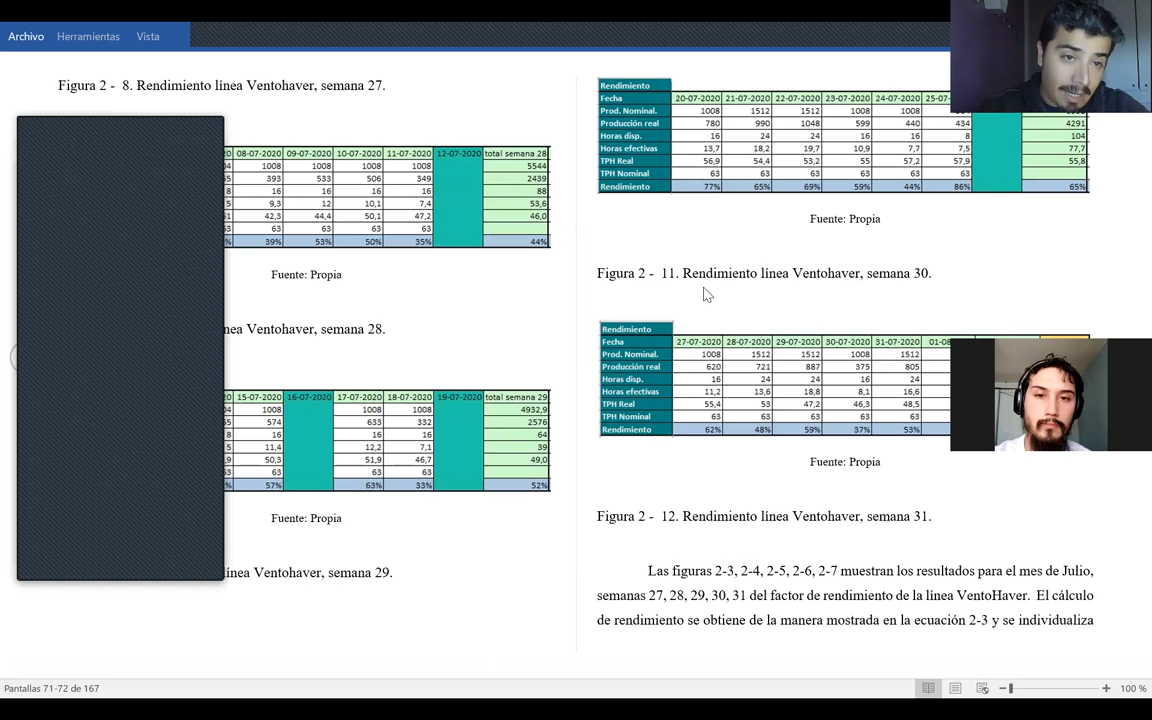 Archivo Herramientas Vista
Figura 2 - 8. Rendimiento línea Ventohaver, semana 27.
08-07-2020 09-07-2020 10-07-2020 11-07-2020 12-07-2020 total semana 28
1008 1008 1008 1008 5544
393 533 506 349 2439
8 16 16 16 16 88
5 9,3 12 10,1 7,4 53,6
42,3 44,4 50,1 47,2 46,0
63 63 63 63
% 39% 53% 50% 35% 44%
Fuente: Propia
nea Ventohaver, semana 28.
15-07-2020 16-07-2020 17-07-2020 18-07-2020 19-07-2020 total semana 29
1008 1008 1008 4932,9
574 633 332 2576
8 16 16 16 64
5 11,4 12,2 7,1 39
50,3 51,9 46,7 49,0
63 63 63
% 57% 63% 33% 52%
Fuente: Propia
ínea Ventohaver, semana 29.
Rendimiento
Fecha 20-07-2020 21-07-2020 22-07-2020 23-07-2020 24-07-2020 25-07-
Prod. Nominal. 1008 1512 1512 1008 1008
Producción real 780 990 1048 599 440 434 4291
Horas disp. 16 24 24 16 16 8 104
Horas efectivas 13,7 18,2 19,7 10,9 7,7 7,5 77,7
TPH Real 56,9 54,4 53,2 55 57,2 57,9 55,8
TPH Nominal 63 63 63 63 63 63
Rendimiento 77% 65% 69% 59% 44% 86% 65%
Fuente: Propia
Figura 2 - 11. Rendimiento línea Ventohaver, semana 30.
Rendimiento
Fecha 27-07-2020 28-07-2020 29-07-2020 30-07-2020 31-07-2020 01-08
Prod. Nominal. 1008 1512 1512 1008 1512
Producción real 620 721 887 375 805
Horas disp. 16 24 24 16 24
Horas efectivas 11,2 13,6 18,8 8,1 16,6
TPH Real 55,4 53 47,2 46,3 48,5
TPH Nominal 63 63 63 63 63
Rendimiento 62% 48% 59% 37% 53%
Fuente: Propia
Figura 2 - 12. Rendimiento línea Ventohaver, semana 31.
Las figuras 2-3, 2-4, 2-5, 2-6, 2-7 muestran los resultados para el mes de Julio,
semanas 27, 28, 29, 30, 31 del factor de rendimiento de la línea VentoHaver. El cálculo
de rendimiento se obtiene de la manera mostrada en la ecuación 2-3 y se individualiza
Pantallas 71-72 de 167
100 %